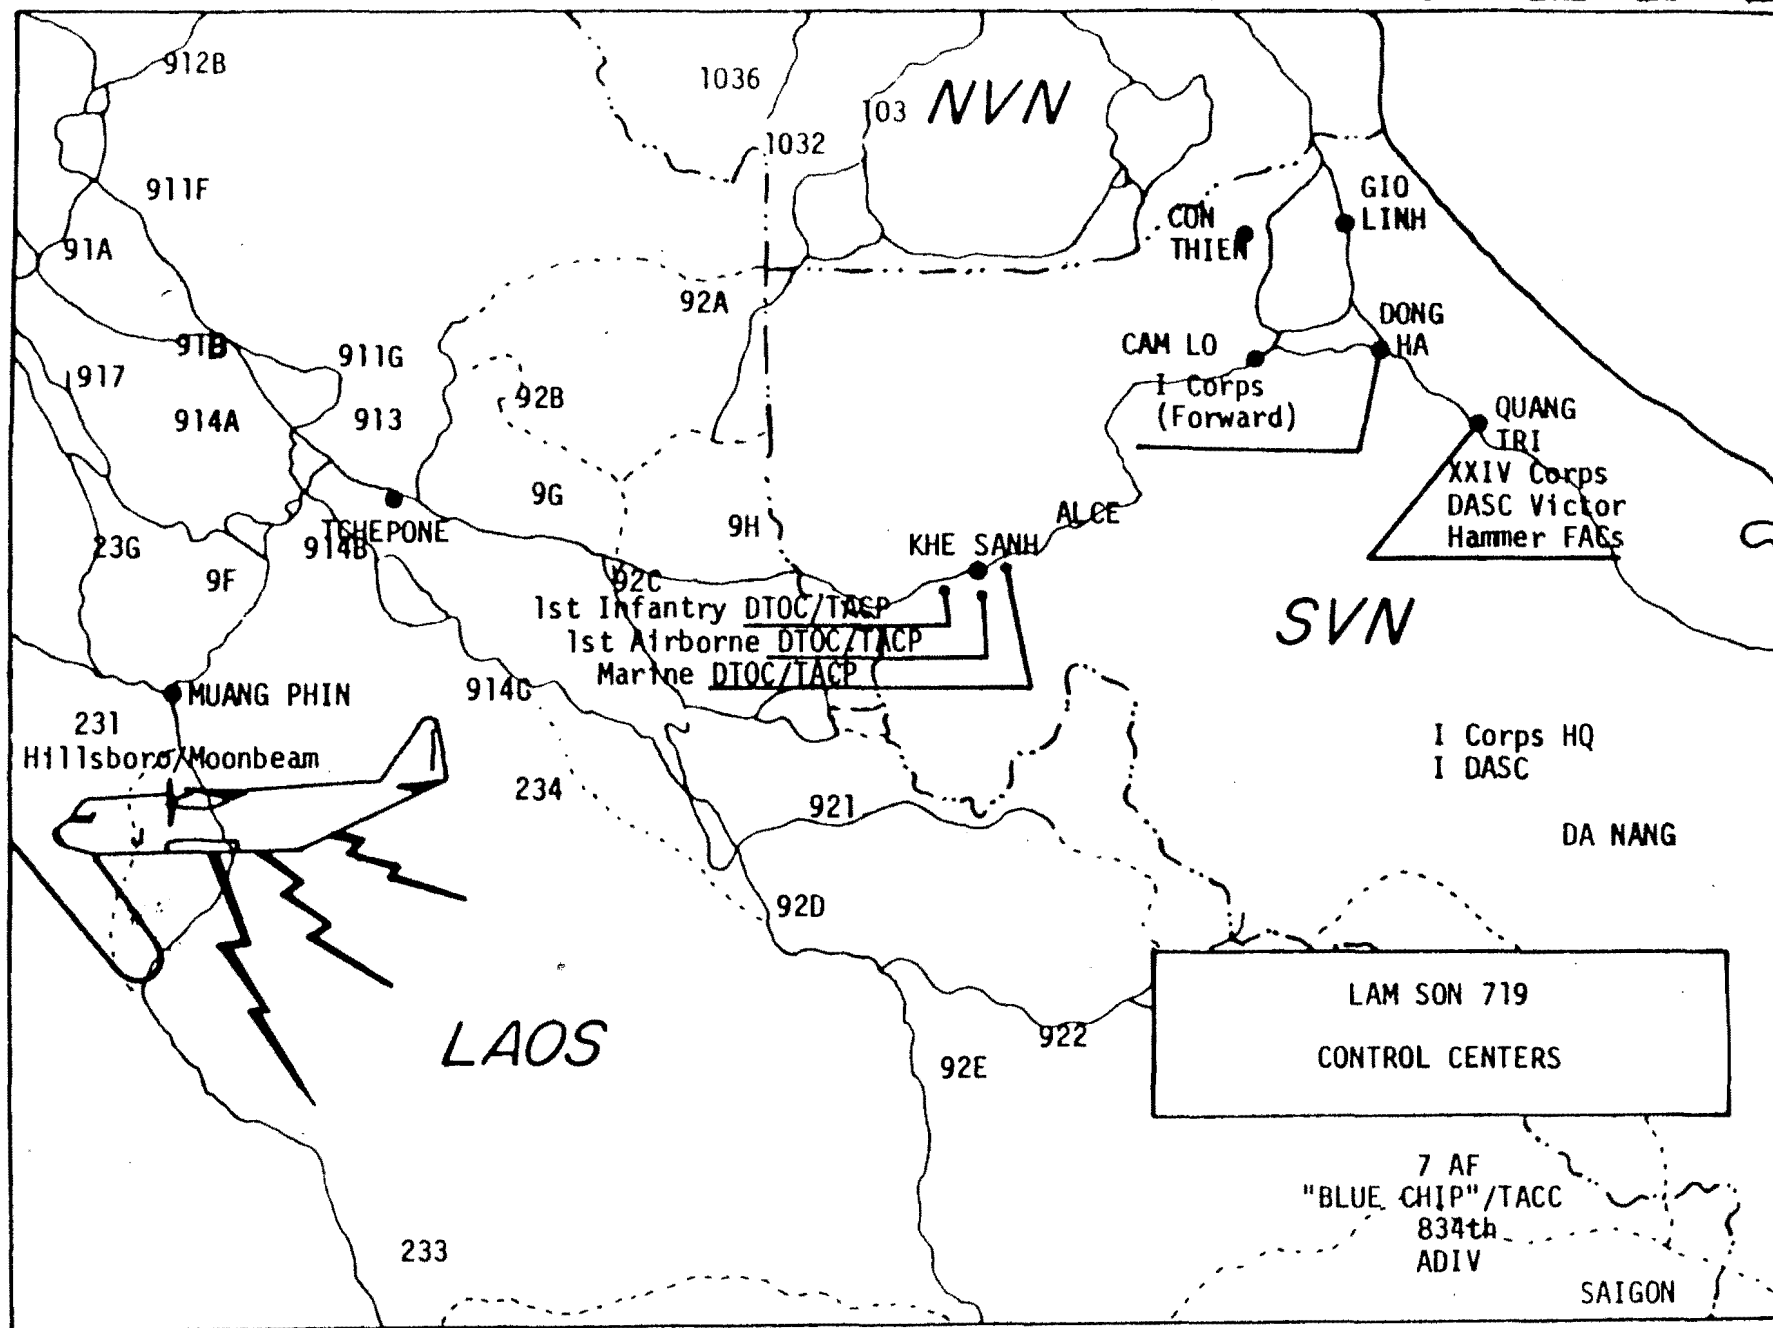 912B
1036
103
NVN
1032
911F
GIO
LINH
CON
THIEN
91A
92A
DONG
HA
91B
911G
CAM LO
917
I Corps
(Forward)
92B
914A
913
QUANG
TRI
XXIV Corps
DASC Victor
Hammer FACs
9G
9H
ALCE
TCHEPONE
KHE SANH
23G
914B
9F
92C
1st Infantry DTOC/TACP
1st Airborne DTOC/TACP
Marine DTOC/TACP
SVN
914C
MUANG PHIN
231
Hillsboro/Moonbeam
I Corps HQ
I DASC
234
921
DA NANG
92D
LAM SON 719
CONTROL CENTERS
LAOS
922
92E
7 AF
"BLUE CHIP"/TACC
834th
ADIV
233
SAIGON